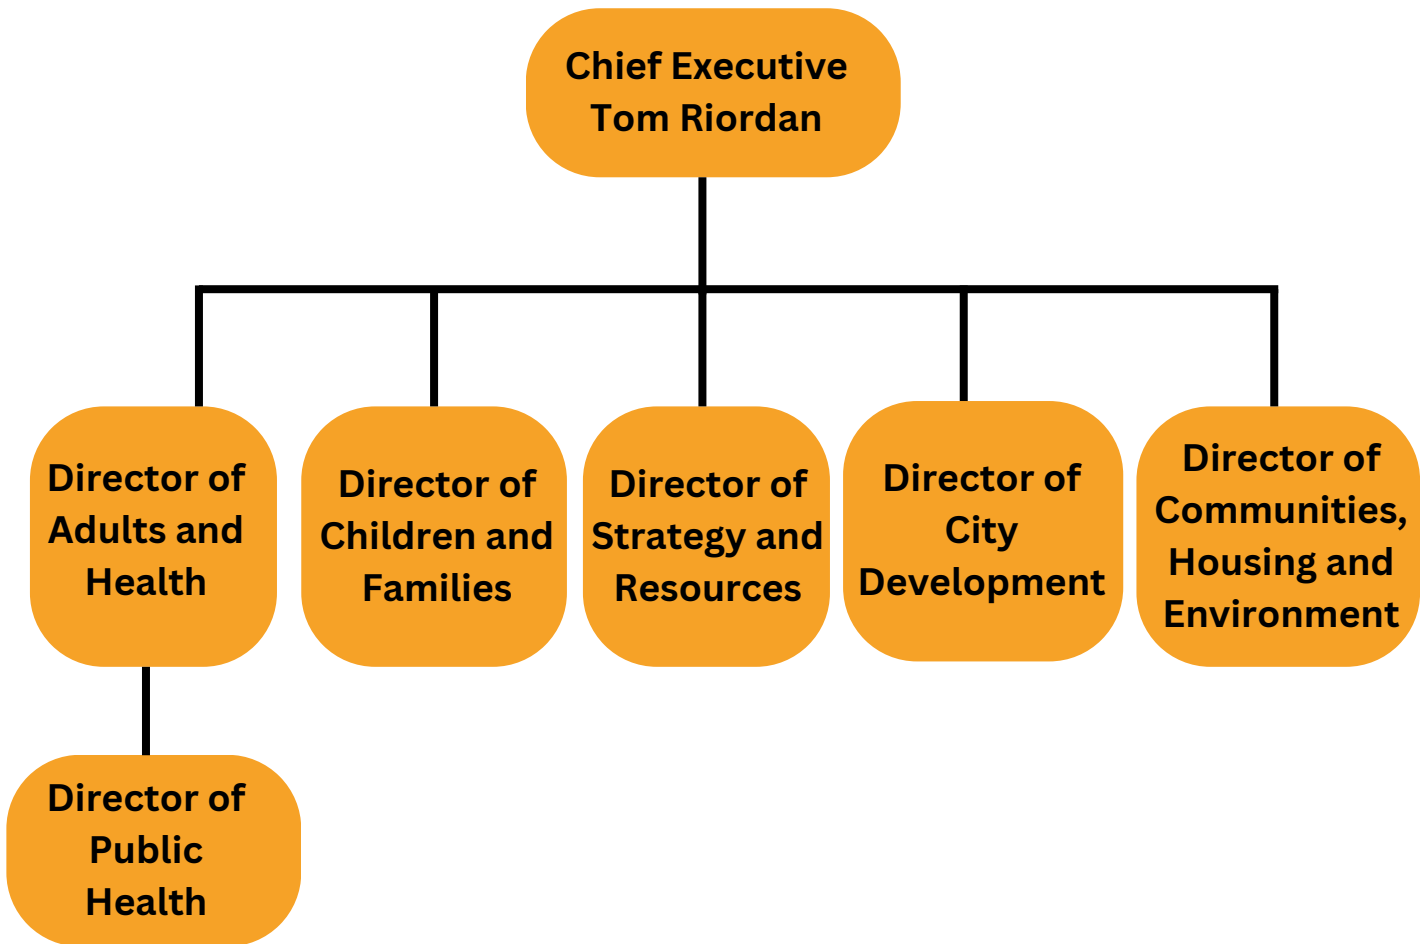 Chief Executive
Tom Riordan
Director of
Adults and
Health
Director of
Children and
Families
Director of
Strategy and
Resources
Director of
City
Development
Director of
Communities,
Housing and
Environment
Director of
Public
Health